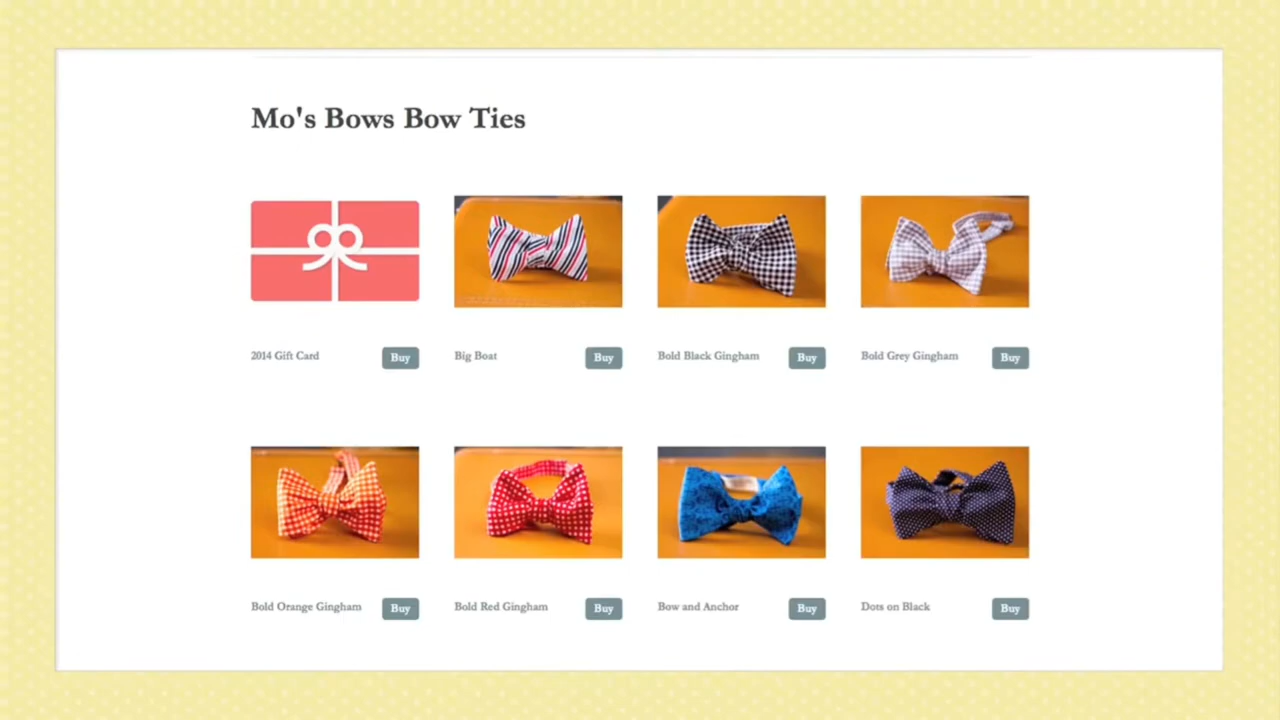 Mo's Bows Bow Ties
2014 Gift Card Buy
Big Boat Buy
Bold Black Gingham Buy
Bold Grey Gingham Buy
Bold Orange Gingham Buy
Bold Red Gingham Buy
Bow and Anchor Buy
Dots on Black Buy